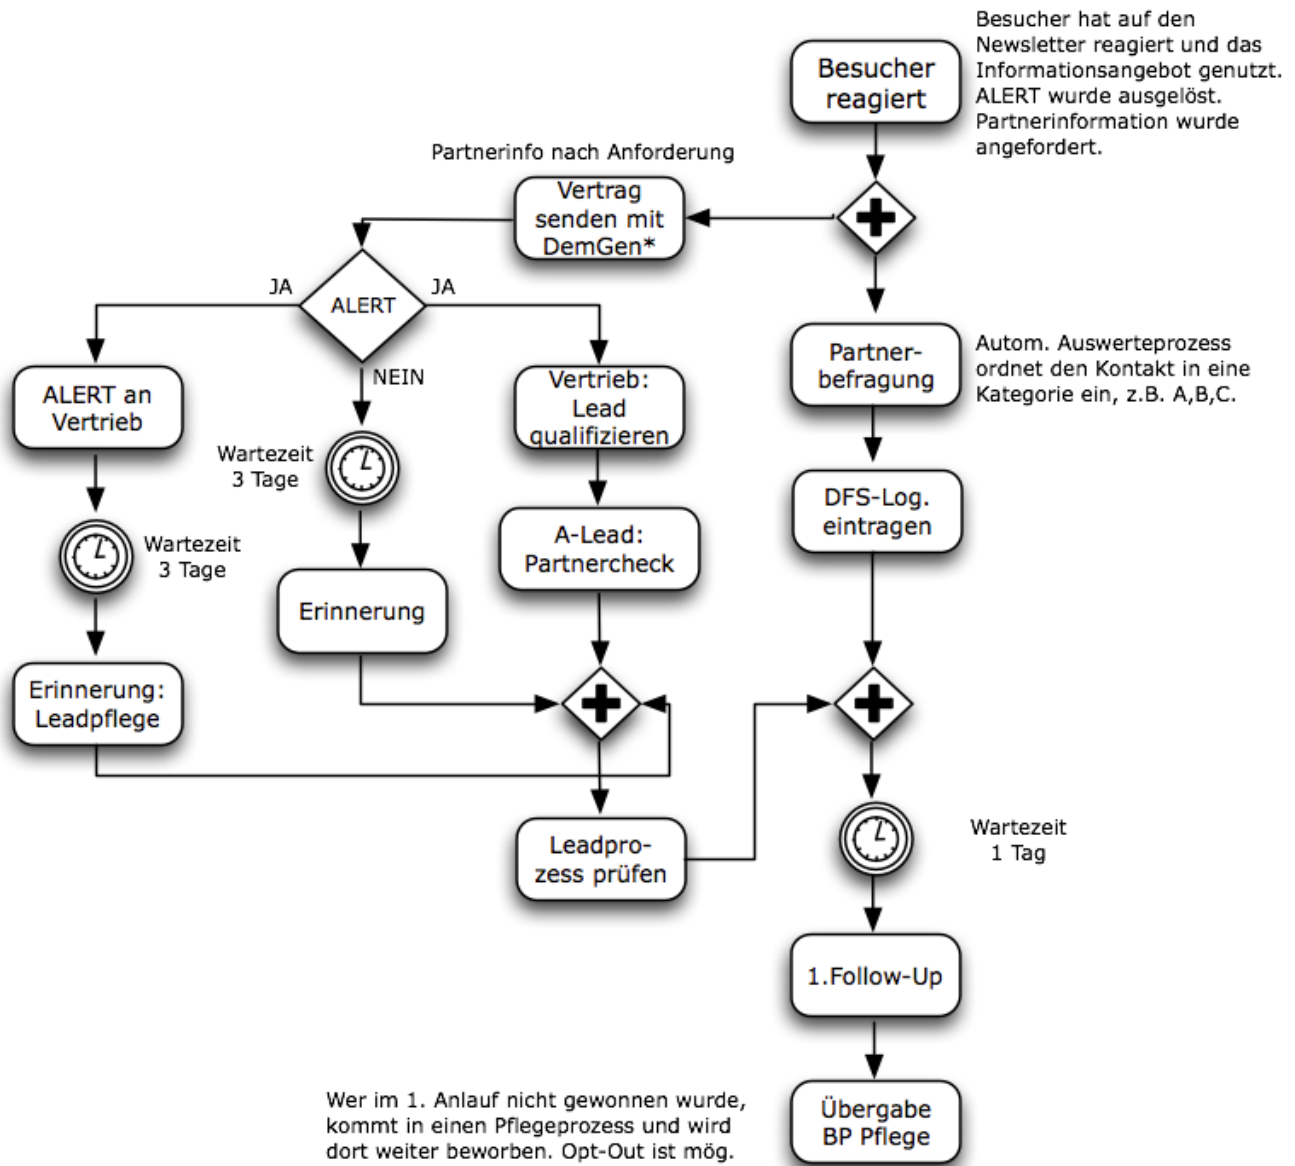 Besucher hat auf den
Newsletter reagiert und das
Informationsangebot genutzt.
ALERT wurde ausgelöst.
Partnerinformation wurde
angefordert.
Besucher
reagiert
Partnerinfo nach Anforderung
Vertrag
senden mit
DemGen*
JA
ALERT
JA
NEIN
ALERT an
Vertrieb
Wartezeit
3 Tage
Vertrieb:
Lead
qualifizieren
Partner-
befragung
Autom. Auswerteprozess
ordnet den Kontakt in eine
Kategorie ein, z.B. A,B,C.
Wartezeit
3 Tage
Erinnerung
A-Lead:
Partnercheck
DFS-Log.
eintragen
Erinnerung:
Leadpflege
Leadpro-
zess prüfen
Wartezeit
1 Tag
1.Follow-Up
Wer im 1. Anlauf nicht gewonnen wurde,
kommt in einen Pflegeprozess und wird
dort weiter beworben. Opt-Out ist mög.
Übergabe
BP Pflege